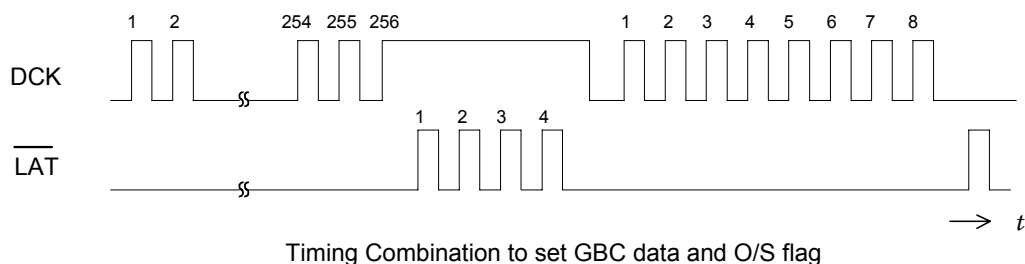 1 2 254 255 256 1 2 3 4 5 6 7 8
DCK
1 2 3 4
LAT
t
Timing Combination to set GBC data and O/S flag